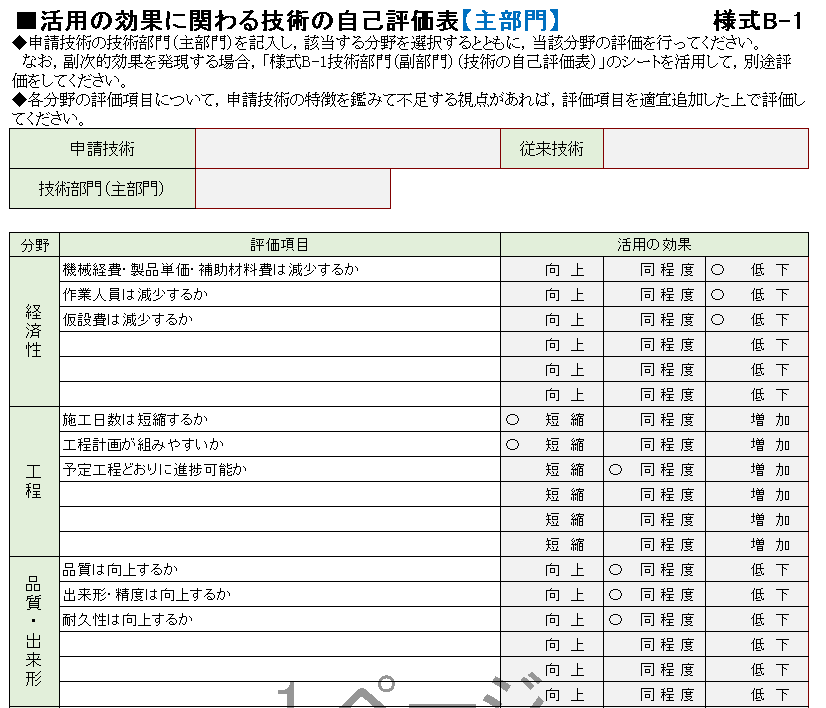 ■活用の効果に関わる技術の自己評価表【主部門】 様式B-1
◆申請技術の技術部門(主部門)を記入し，該当する分野を選択するとともに，当該分野の評価を行ってください。
なお，副次的効果を発現する場合，「様式B-1技術部門(副部門)（技術の自己評価表）」のシートを活用して，別途評
価をしてください。
◆各分野の評価項目について，申請技術の特徴を鑑みて不足する視点があれば，評価項目を適宜追加した上で評価し
てください。
申請技術 従来技術
技術部門(主部門)
分野 評価項目 活用の効果
経済性
機械経費・製品単価・補助材料費は減少するか 向上 同程度 ○ 低下
作業人員は減少するか 向上 同程度 ○ 低下
仮設費は減少するか 向上 同程度 ○ 低下
向上 同程度 低下
向上 同程度 低下
向上 同程度 低下
工程
施工日数は短縮するか ○ 短縮 同程度 増加
工程計画が組みやすいか ○ 短縮 同程度 増加
予定工程どおりに進捗可能か 短縮 ○ 同程度 増加
短縮 同程度 増加
短縮 同程度 増加
短縮 同程度 増加
品質・出来形
品質は向上するか 向上 ○ 同程度 低下
出来形・精度は向上するか 向上 ○ 同程度 低下
耐久性は向上するか 向上 ○ 同程度 低下
向上 同程度 低下
向上 同程度 低下
向上 同程度 低下
1 ページ